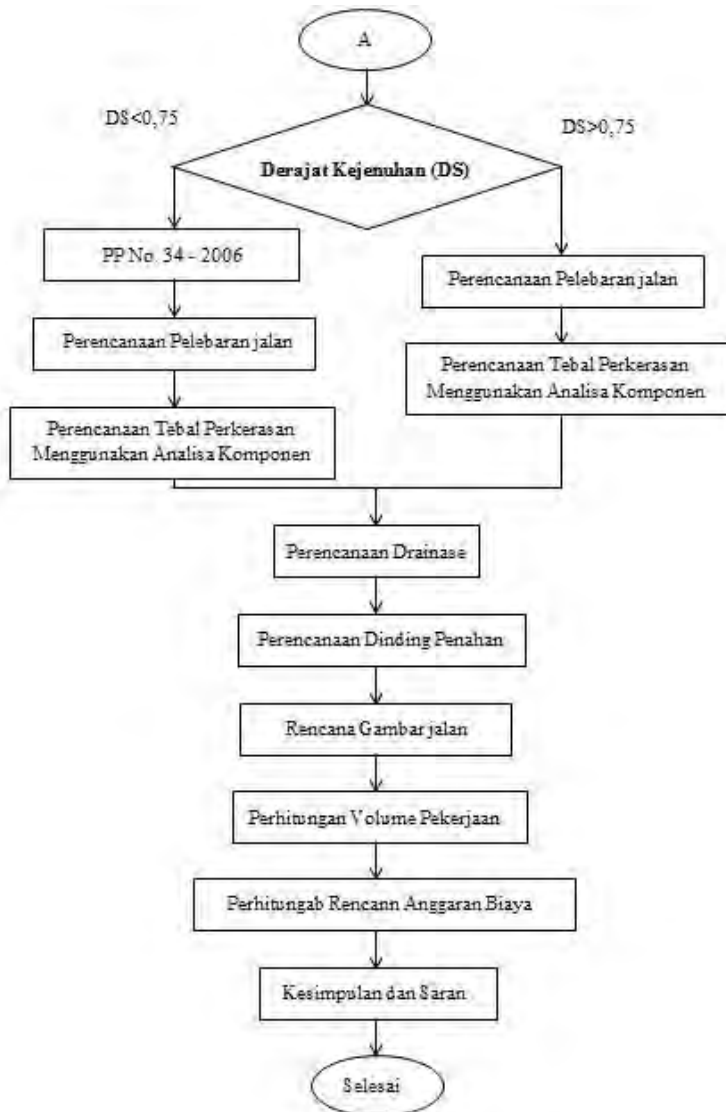 A
DS<0,75
DS>0,75
Derajat Kejenuhan (DS)
PP No. 34 - 2006
Perencanaan Pelebaran jalan
Perencanaan Tebal Perkerasan
Menggunakan Analisa Komponen
Perencanaan Pelebaran jalan
Perencanaan Tebal Perkerasan
Menggunakan Analisa Komponen
Perencanaan Drainase
Perencanaan Dinding Penahan
Rencana Gambar jalan
Perhitungan Volume Pekerjaan
Perhitungab Rencann Anggaran Biaya
Kesimpulan dan Saran
Selesai